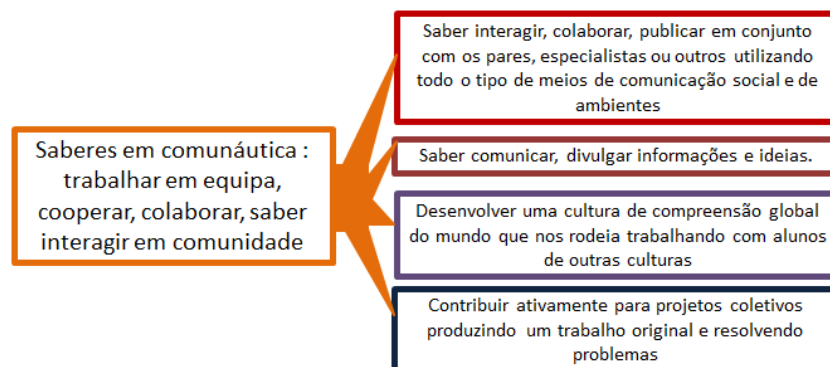 Saber interagir, colaborar, publicar em conjunto
com os pares, especialistas ou outros utilizando
todo o tipo de meios de comunicação social e de
ambientes
Saberes em comunáutica :
trabalhar em equipa,
cooperar, colaborar, saber
interagir em comunidade
Saber comunicar, divulgar informações e ideias.
Desenvolver uma cultura de compreensão global
do mundo que nos rodeia trabalhando com alunos
de outras culturas
Contribuir ativamente para projetos coletivos
produzindo um trabalho original e resolvendo
problemas